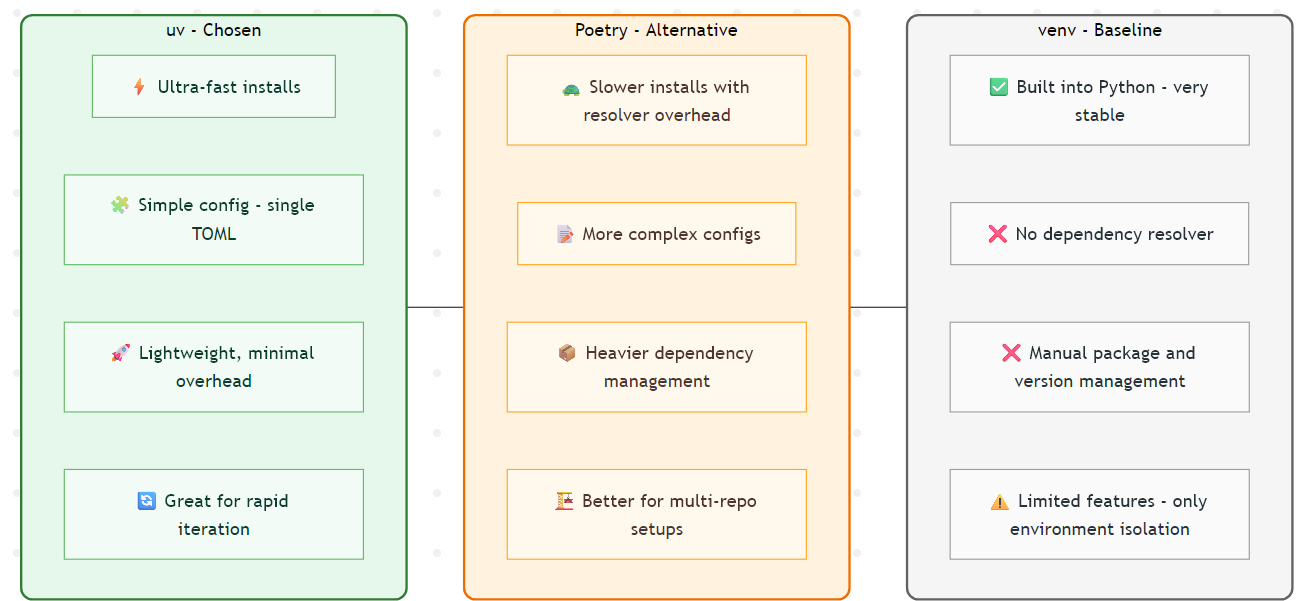 uv - Chosen
⚡ Ultra-fast installs
🧩 Simple config - single
TOML
🚀 Lightweight, minimal
overhead
🔄 Great for rapid
iteration
Poetry - Alternative
🐢 Slower installs with
resolver overhead
📝 More complex configs
📦 Heavier dependency
management
🏗️ Better for multi-repo
setups
venv - Baseline
✅ Built into Python - very
stable
❌ No dependency resolver
❌ Manual package and
version management
⚠️ Limited features - only
environment isolation